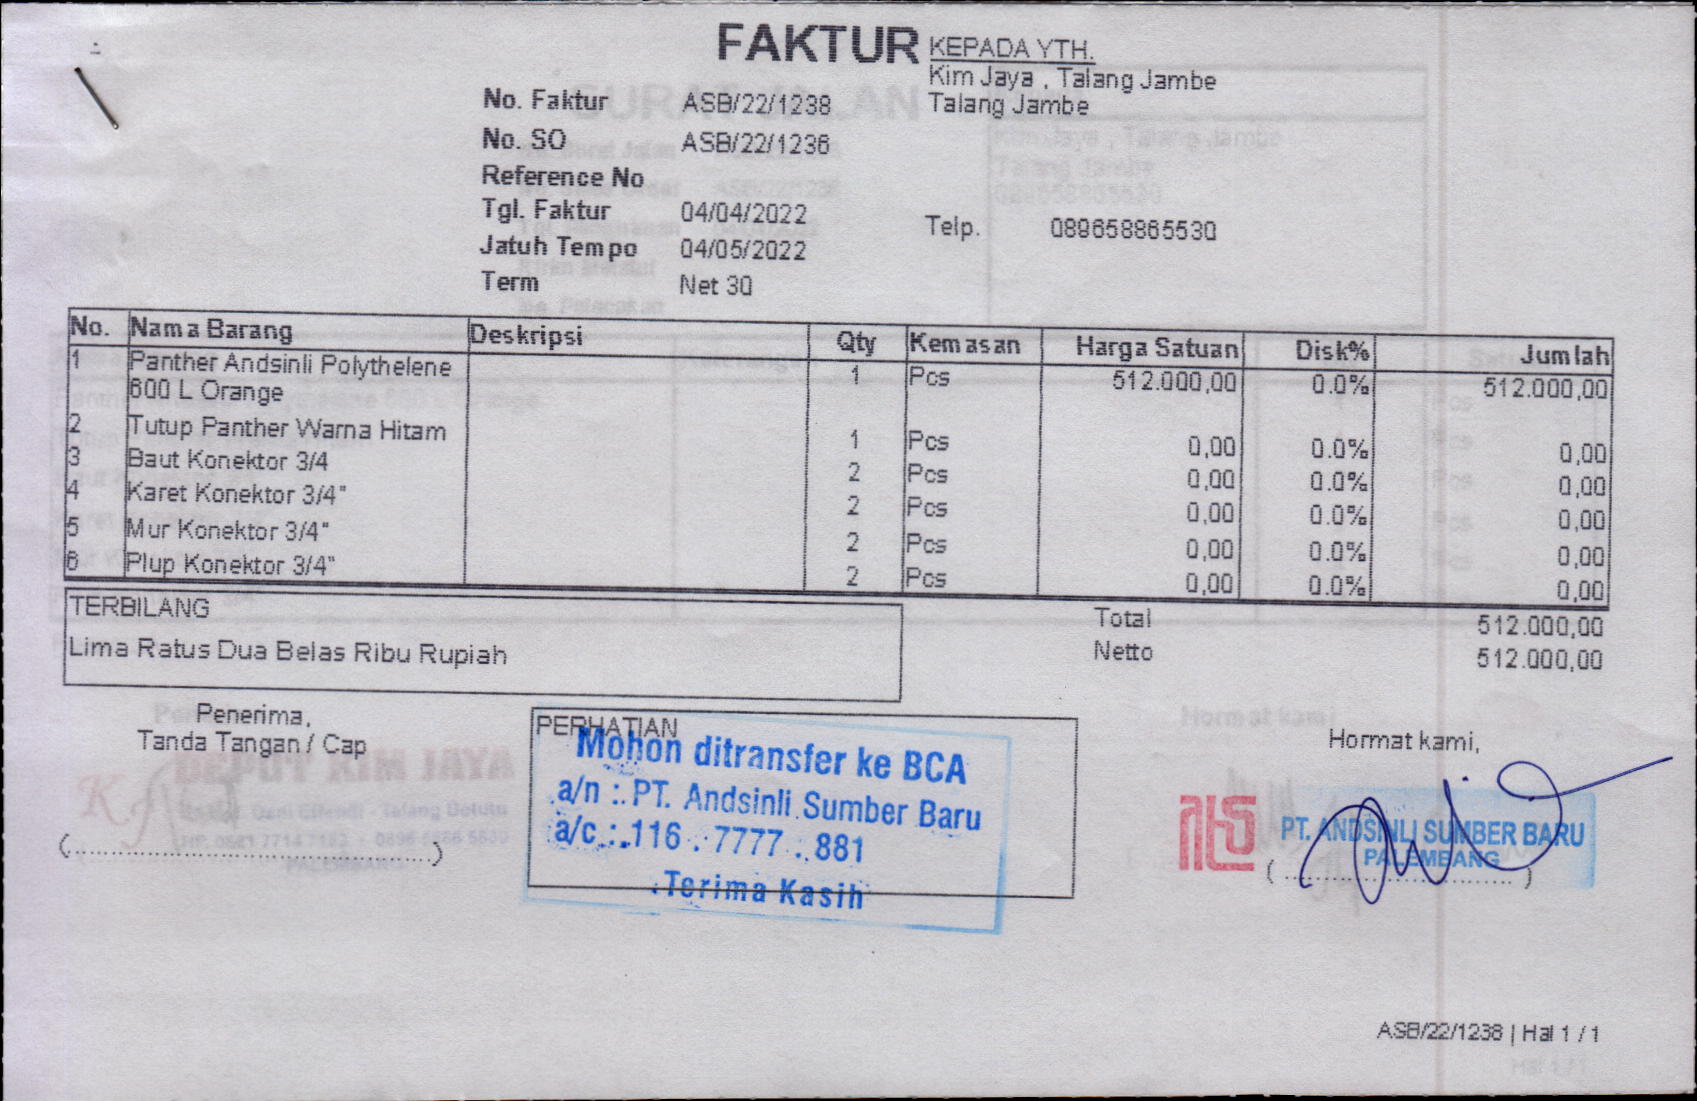 FAKTUR
KEPADA YTH.
Kim Jaya , Talang Jambe
Talang Jambe
No. Faktur ASB/22/1238
No. SO ASB/22/1236
Reference No
Tgl. Faktur 04/04/2022
Telp. 089658865530
Jatuh Tempo 04/05/2022
Term Net 30
No. Nama Barang Deskripsi Qty Kemasan Harga Satuan Disk% Jumlah
1 Panther Andsinli Polythelene 1 Pcs 512.000,00 0.0% 512.000,00
600 L Orange
2 Tutup Panther Warna Hitam 1 Pcs 0,00 0.0% 0,00
3 Baut Konektor 3/4 2 Pcs 0,00 0.0% 0,00
4 Karet Konektor 3/4" 2 Pcs 0,00 0.0% 0,00
5 Mur Konektor 3/4" 2 Pcs 0,00 0.0% 0,00
6 Plup Konektor 3/4" 2 Pcs 0,00 0.0% 0,00
TERBILANG
Lima Ratus Dua Belas Ribu Rupiah
Total 512.000,00
Netto 512.000,00
Penerima,
Tanda Tangan / Cap
DEPOT KIM JAYA
PALEMBANG
PERHATIAN
Mohon ditransfer ke BCA
a/n : PT. Andsinli Sumber Baru
a/c : 116 . 7777 . 881
Terima Kasih
Hormat kami,
PT. ANDSINLI SUMBER BARU
PALEMBANG
ASB/22/1238 | Hal 1 / 1